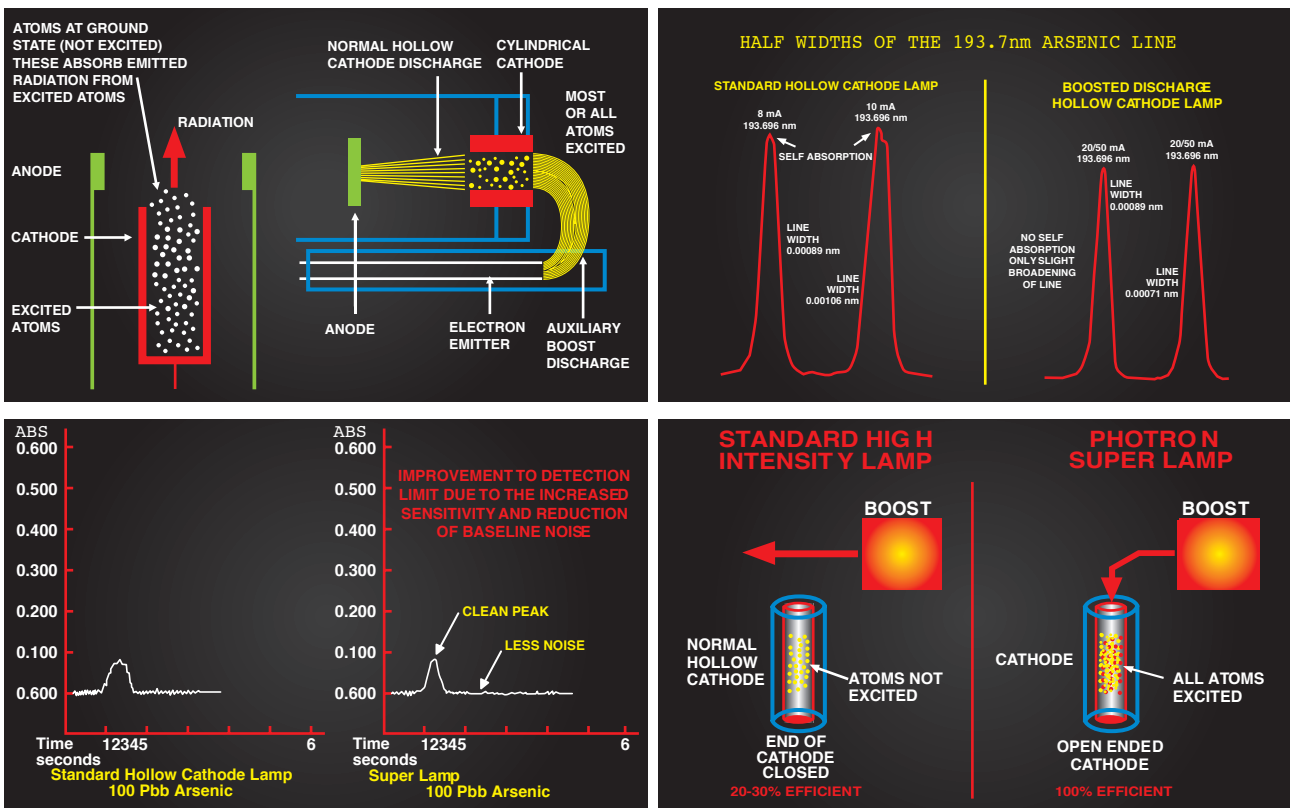 ATOMS AT GROUND
STATE (NOT EXCITED)
THESE ABSORB EMITTED
RADIATION FROM
EXCITED ATOMS
RADIATION
ANODE
CATHODE
EXCITED
ATOMS
NORMAL HOLLOW
CATHODE DISCHARGE
CYLINDRICAL
CATHODE
MOST
OR ALL
ATOMS
EXCITED
ANODE
ELECTRON
EMITTER
AUXILIARY
BOOST
DISCHARGE
HALF WIDTHS OF THE 193.7nm ARSENIC LINE
STANDARD HOLLOW CATHODE LAMP
8 mA
193.696 nm
10 mA
193.696 nm
SELF ABSORPTION
LINE
WIDTH
0.00089 nm
LINE
WIDTH
0.00106 nm
BOOSTED DISCHARGE
HOLLOW CATHODE LAMP
20/50 mA
193.696 nm
20/50 mA
193.696 nm
LINE
WIDTH
0.00089 nm
NO SELF
ABSORPTION
ONLY SLIGHT
BROADENING
OF LINE
LINE
WIDTH
0.00071 nm
ABS
0.600
0.500
0.400
0.300
0.200
0.100
0.600
Time
seconds
12345
6
Standard Hollow Cathode Lamp
100 Pbb Arsenic
ABS
0.600
0.500
0.400
0.300
0.200
0.100
0.600
IMPROVEMENT TO DETECTION
LIMIT DUE TO THE INCREASED
SENSITIVITY AND REDUCTION
OF BASELINE NOISE
CLEAN PEAK
LESS NOISE
Time
seconds
12345
6
Super Lamp
100 Pbb Arsenic
STANDARD HIGH
INTENSITY LAMP
BOOST
NORMAL
HOLLOW
CATHODE
ATOMS NOT
EXCITED
END OF
CATHODE
CLOSED
20-30% EFFICIENT
PHOTRON
SUPER LAMP
BOOST
CATHODE
ALL ATOMS
EXCITED
OPEN ENDED
CATHODE
100% EFFICIENT